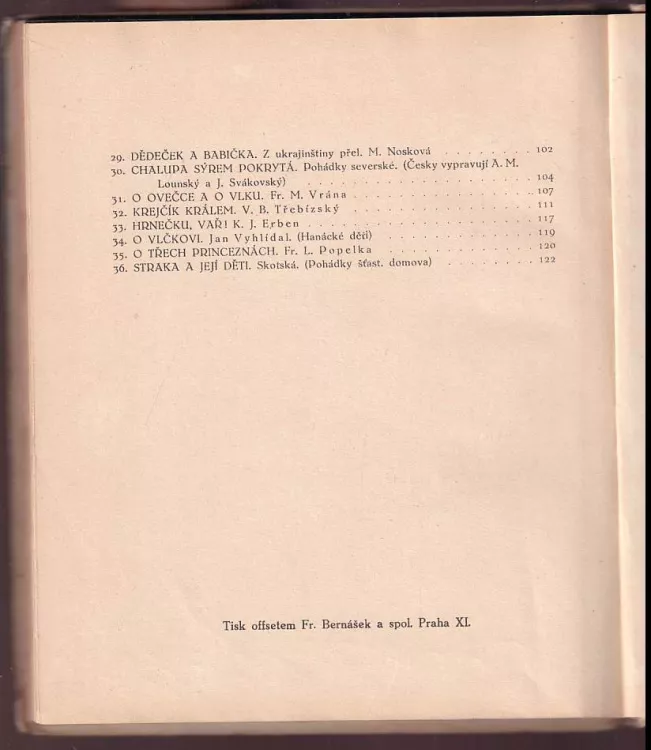 29. DĚDEČEK A BABIČKA. Z ukrajinštiny přel. M. Nosková . . . . . . . . 102
30. CHALUPA SÝREM POKRYTÁ. Pohádky severské. (Česky vypravují A. M.
Lounský a J. Svákovský) . . . . . . . . . . . . . . . . . . 104
31. O OVEČCE A O VLKU. Fr. M. Vrána . . . . . . . . . . . . . . . 107
32. KREJČÍK KRÁLEM. V. B. Třebízský . . . . . . . . . . . . . . . 111
33. HRNEČKU, VAŘ! K. J. Erben . . . . . . . . . . . . . . . . . . 117
34. O VLČKOVI. Jan Vyhlídal. (Hanácké děti) . . . . . . . . . . . . . 119
35. O TŘECH PRINCEZNÁCH. Fr. L. Popelka . . . . . . . . . . . . 120
36. STRAKA A JEJÍ DĚTI. Skotská. (Pohádky šťast. domova) . . . . . . . . 122
Tisk offsetem Fr. Bernášek a spol. Praha XI.